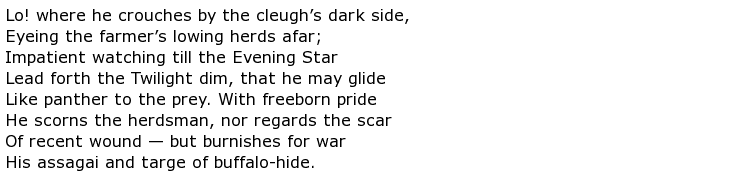 Lo! where he crouches by the cleugh’s dark side,
Eyeing the farmer’s lowing herds afar;
Impatient watching till the Evening Star
Lead forth the Twilight dim, that he may glide
Like panther to the prey. With freeborn pride
He scorns the herdsman, nor regards the scar
Of recent wound — but burnishes for war
His assagai and targe of buffalo-hide.